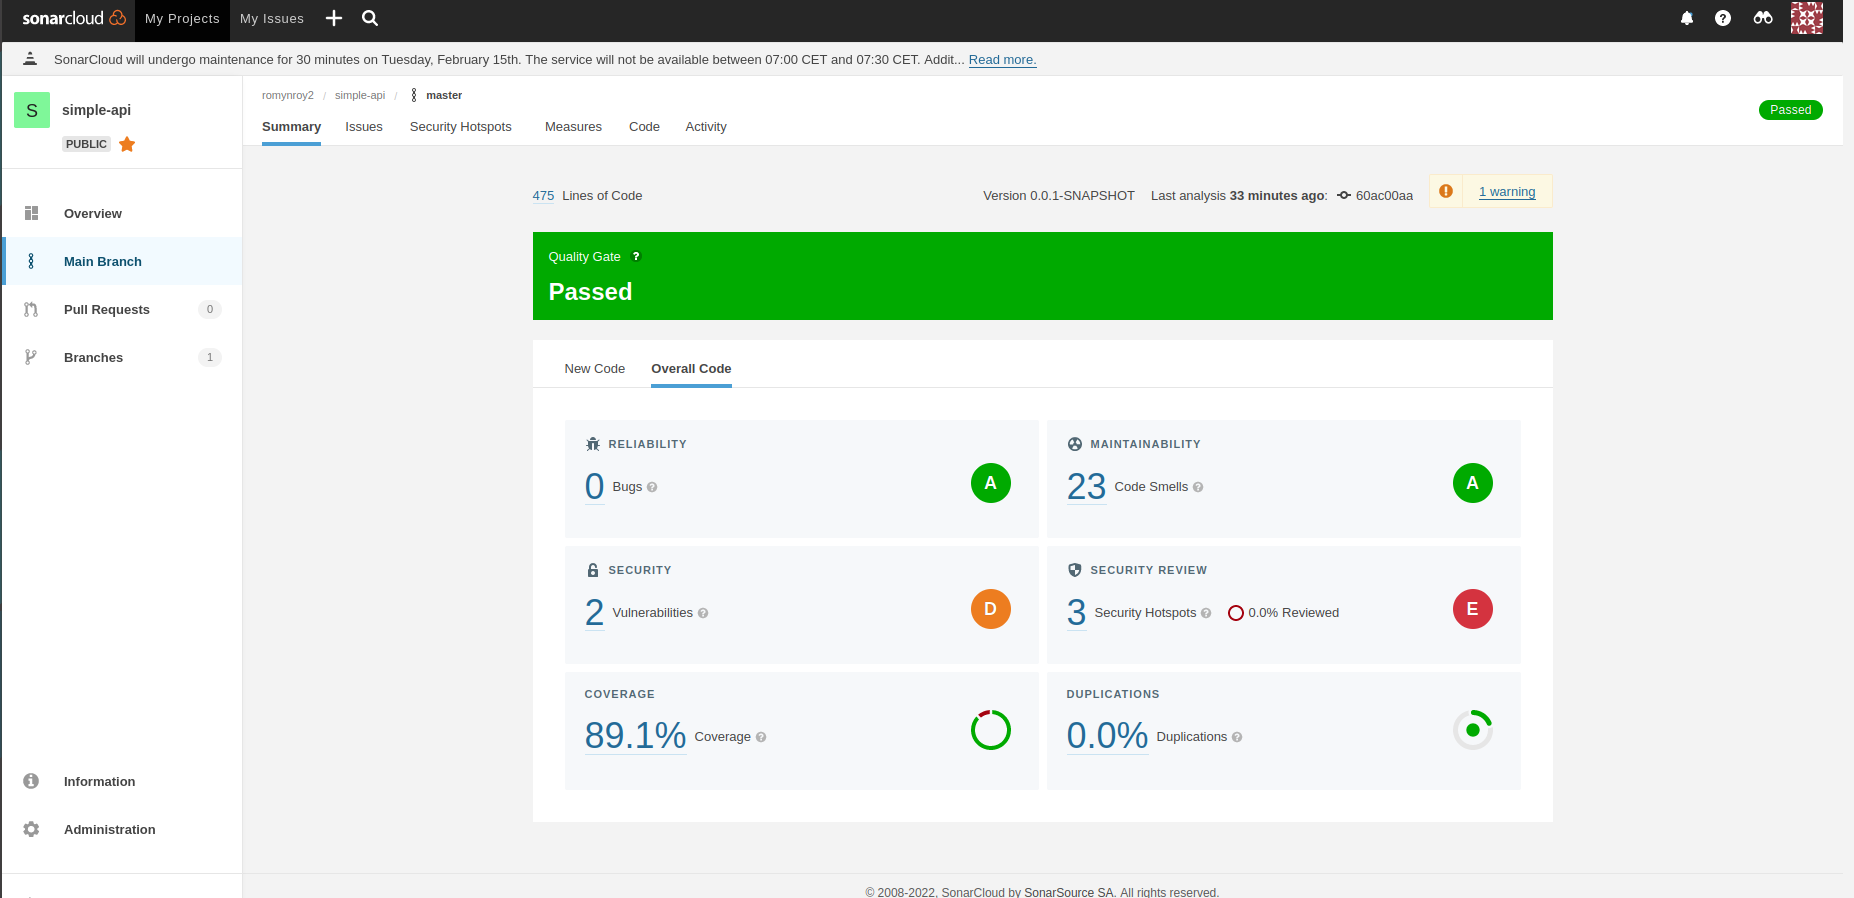 sonarcloud My Projects My Issues
SonarCloud will undergo maintenance for 30 minutes on Tuesday, February 15th. The service will not be available between 07:00 CET and 07:30 CET. Addit... Read more.
S simple-api
PUBLIC
romynroy2 / simple-api / master
Passed
Summary Issues Security Hotspots Measures Code Activity
Overview
Main Branch
Pull Requests 0
Branches 1
Information
Administration
475 Lines of Code
Version 0.0.1-SNAPSHOT Last analysis 33 minutes ago: 60ac00aa
1 warning
Quality Gate ?
Passed
New Code Overall Code
RELIABILITY
0 Bugs ?
A
MAINTAINABILITY
23 Code Smells ?
A
SECURITY
2 Vulnerabilities ?
D
SECURITY REVIEW
3 Security Hotspots ? 0.0% Reviewed
E
COVERAGE
89.1% Coverage ?
DUPLICATIONS
0.0% Duplications ?
© 2008-2022, SonarCloud by SonarSource SA. All rights reserved.